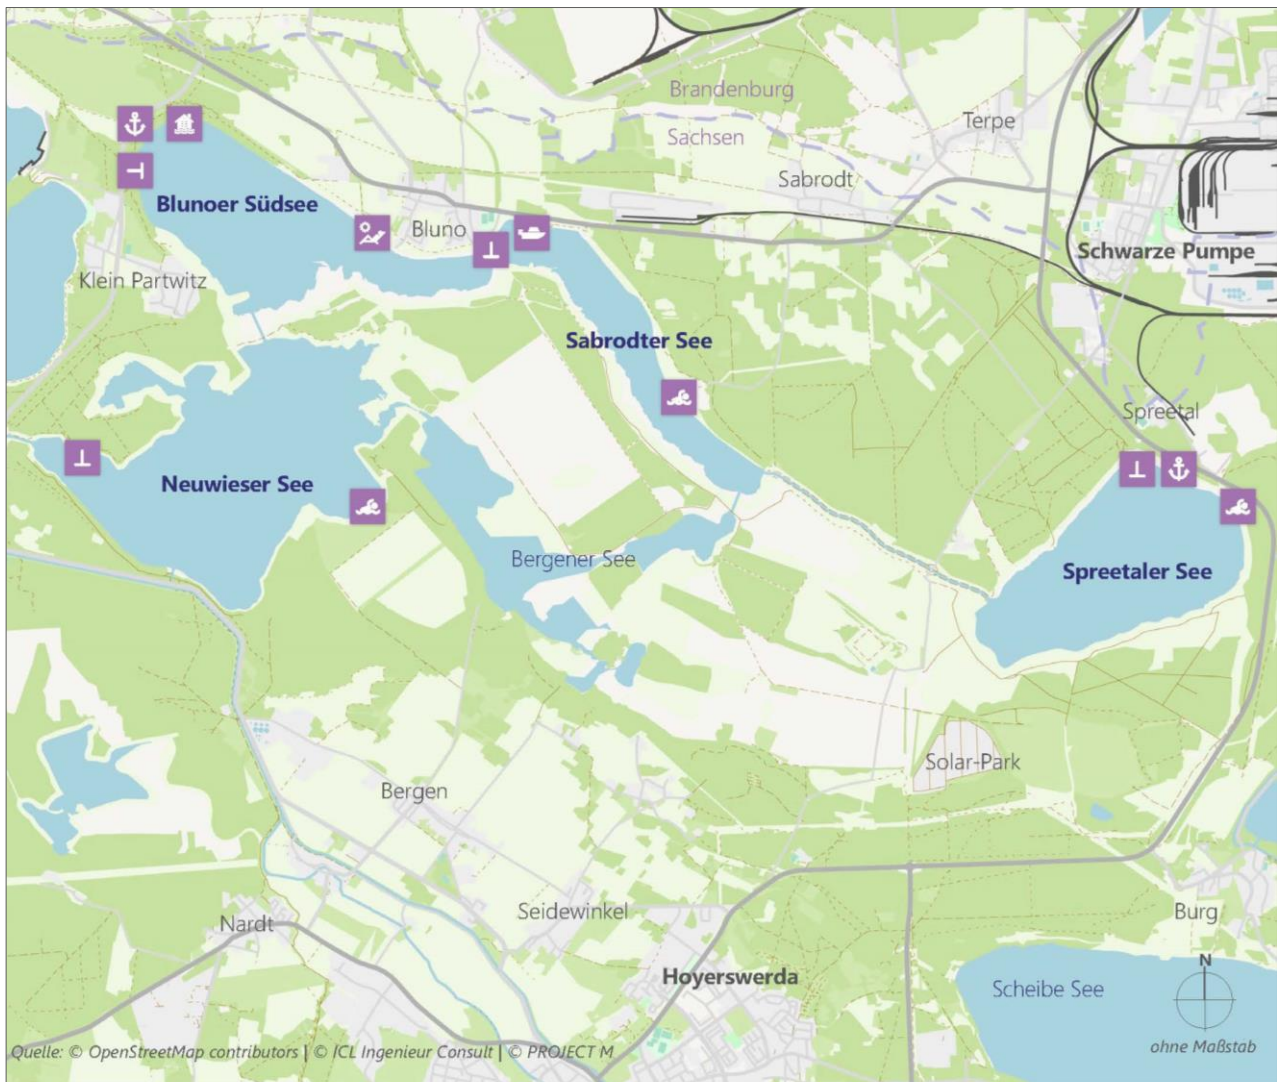 Brandenburg
Terpe
Sachsen
Sabrodt
Blunoer Südsee
Bluno
Schwarze Pumpe
Klein Partwitz
Sabrodter See
Spreetal
Neuwieser See
Bergener See
Spreetaler See
Solar-Park
Bergen
Seidewinkel
Burg
Nardt
N
Hoyerswerda
Scheibe See
Quelle: © OpenStreetMap contributors | © ICL Ingenieur Consult | © PROJECT M
ohne Maßstab